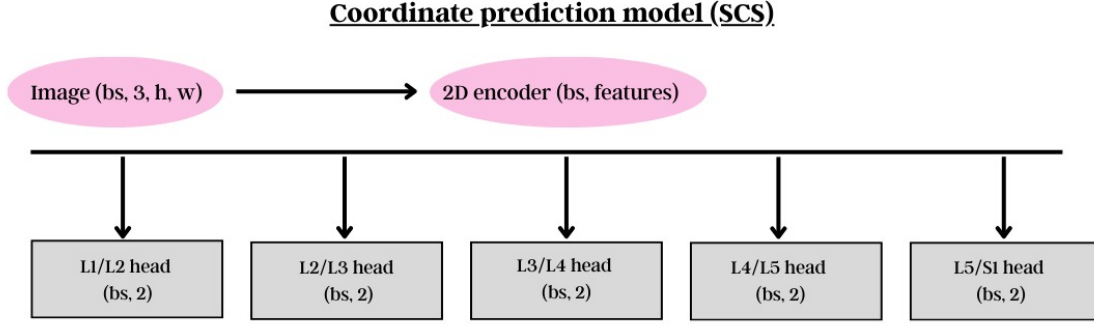 Coordinate prediction model (SCS)
Image (bs, 3, h, w)
2D encoder (bs, features)
L1/L2 head
(bs, 2)
L2/L3 head
(bs, 2)
L3/L4 head
(bs, 2)
L4/L5 head
(bs, 2)
L5/S1 head
(bs, 2)